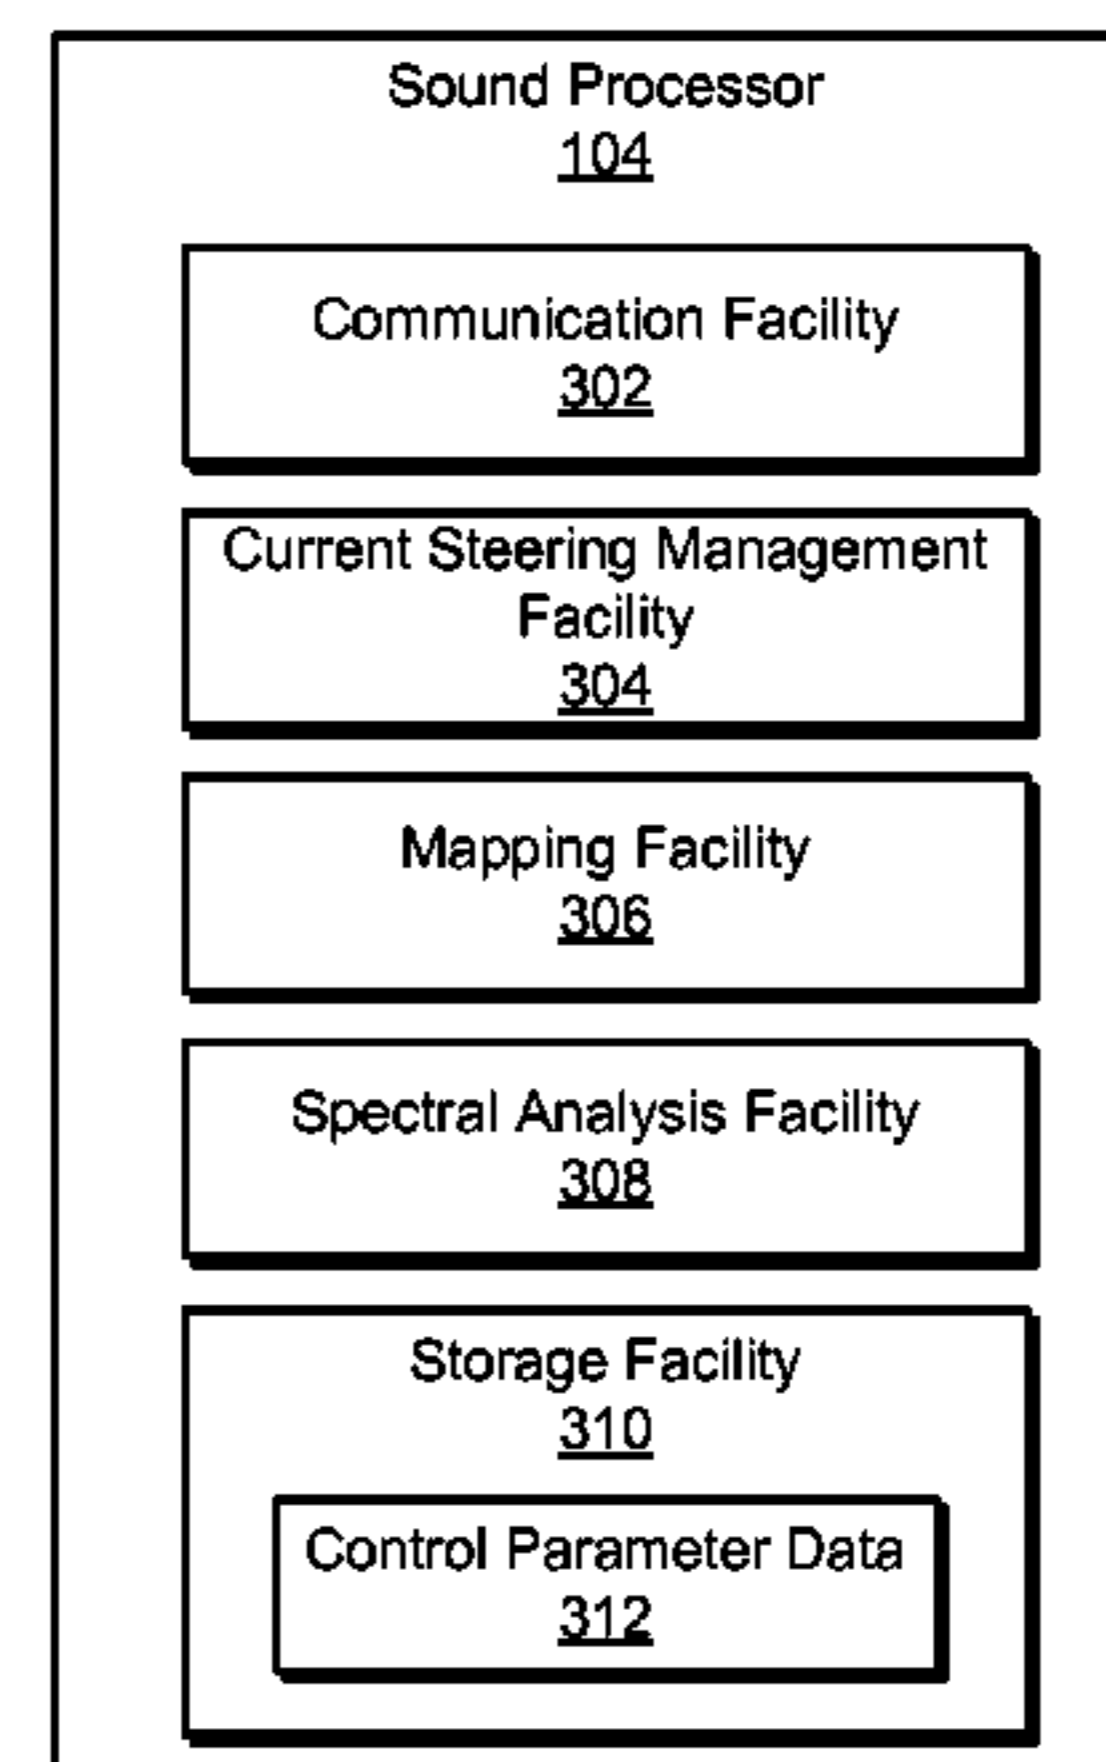 Sound Processor
104
Communication Facility
302
Current Steering Management
Facility
304
Mapping Facility
306
Spectral Analysis Facility
308
Storage Facility
310
Control Parameter Data
312